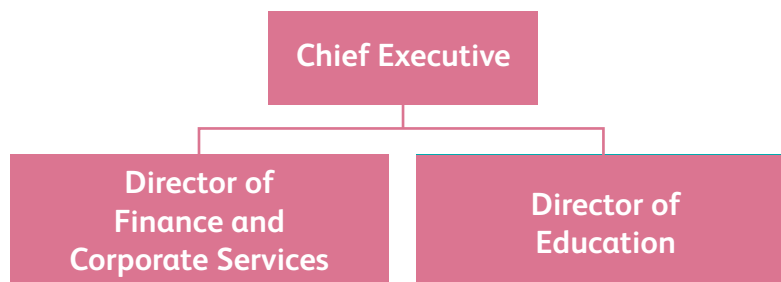 Chief Executive
Director of
Finance and
Corporate Services
Director of
Education